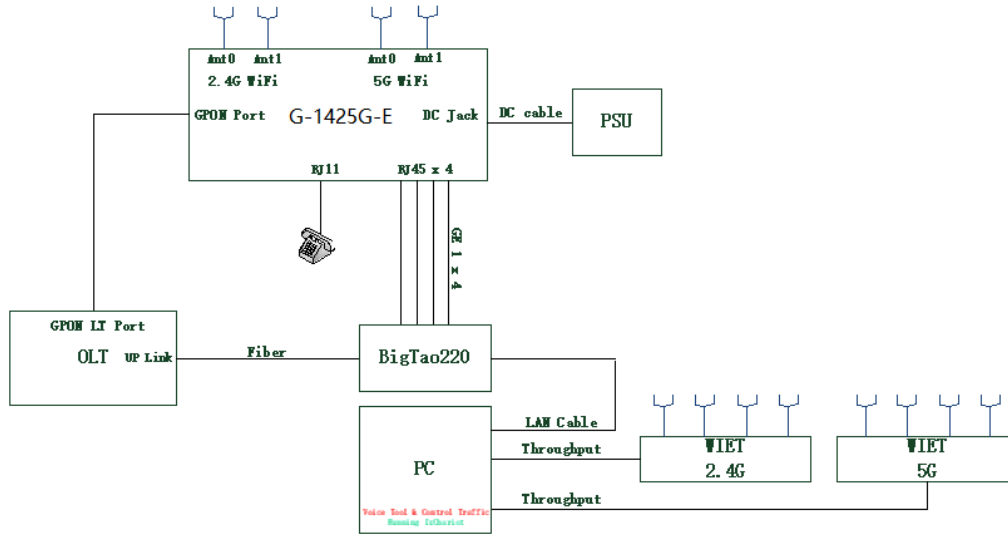 Ant0 Ant1 Ant0 Ant1
2.4G WiFi 5G WiFi
GPON Port G-1425G-E DC Jack DC cable PSU
RJ11 RJ45 x 4
GE 1 x 4
GPON LT Port
OLT UP Link Fiber BigTao220
LAN Cable
Throughput
WIET
2.4G
WIET
5G
PC
Throughput
Voice Tool & Control Traffic
Running IxChariot